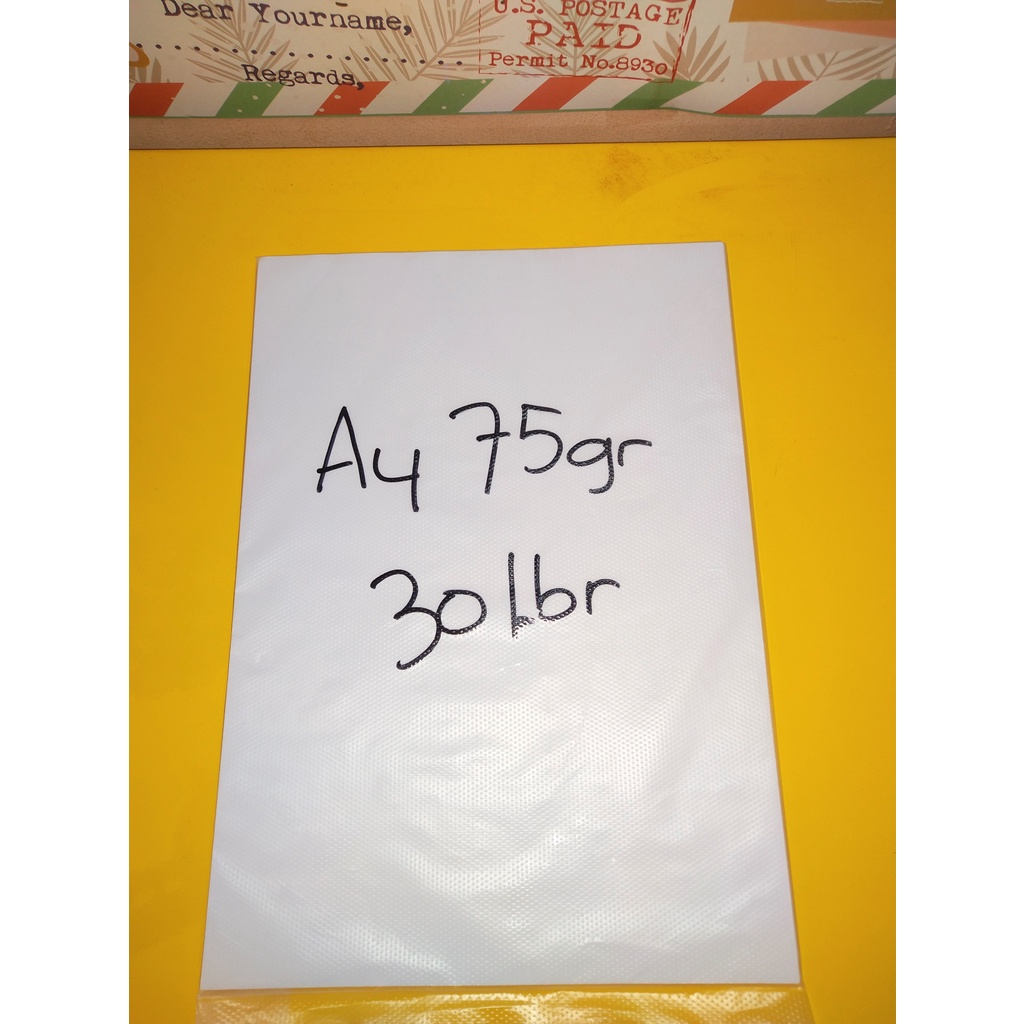 Dear Yourname,
Regards,
U.S. POSTAGE
PAID
Permit No.8930
A4 75gr
30 lbr